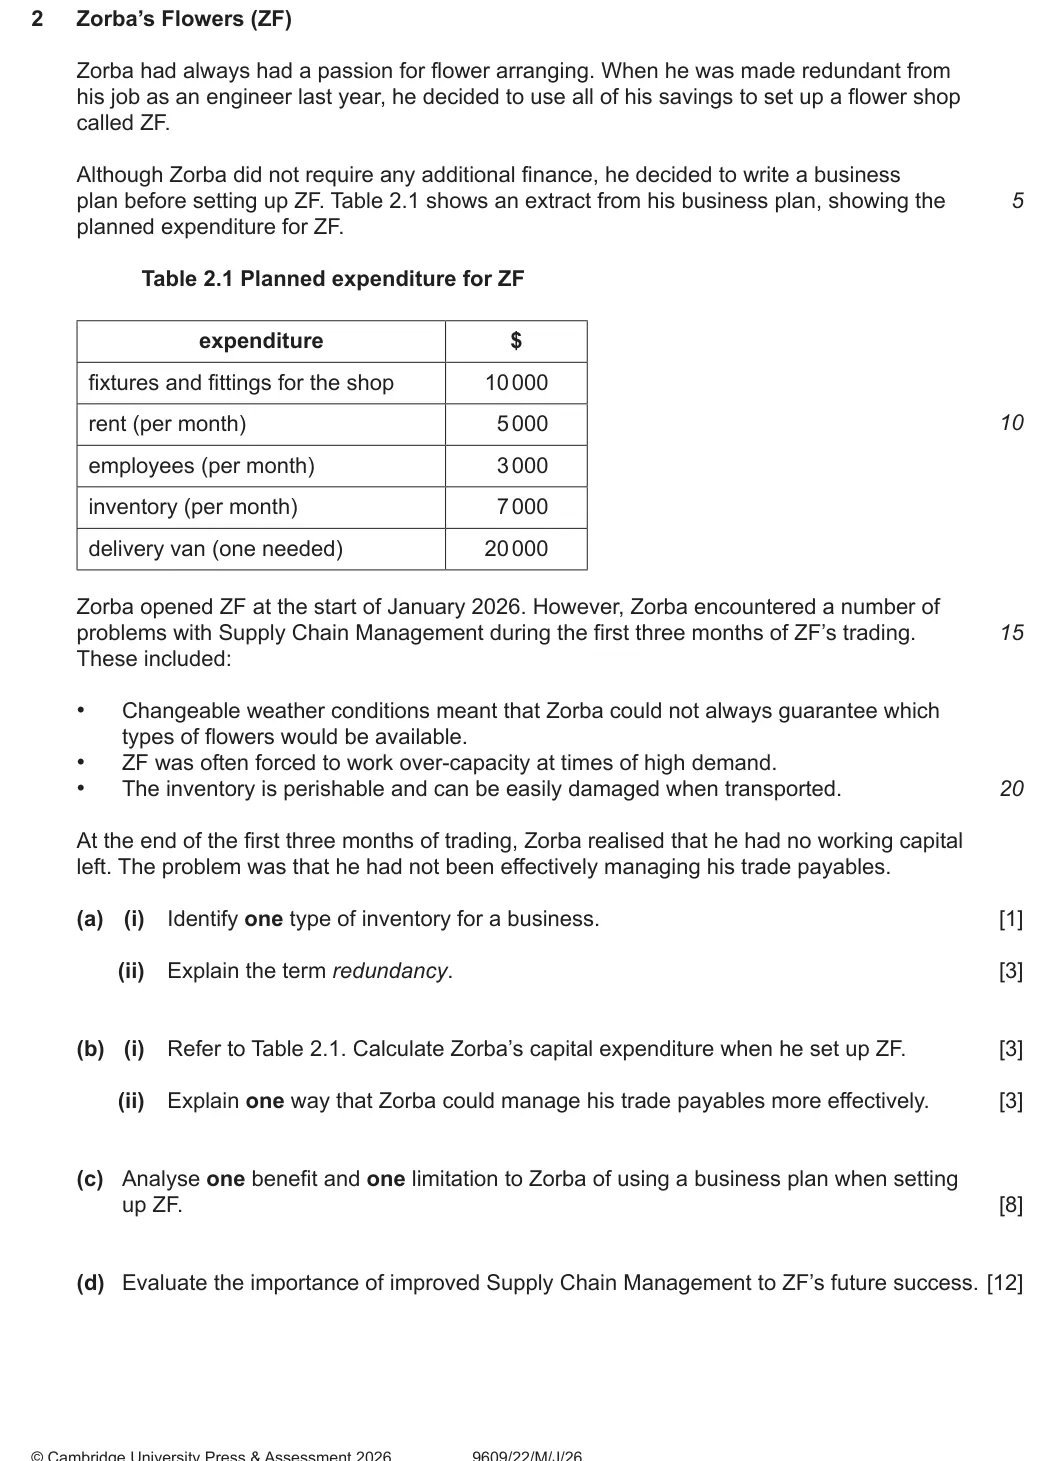 2 Zorba’s Flowers (ZF)
Zorba had always had a passion for flower arranging. When he was made redundant from
his job as an engineer last year, he decided to use all of his savings to set up a flower shop
called ZF.
Although Zorba did not require any additional finance, he decided to write a business
plan before setting up ZF. Table 2.1 shows an extract from his business plan, showing the 5
planned expenditure for ZF.
Table 2.1 Planned expenditure for ZF
expenditure $
fixtures and fittings for the shop 10 000
rent (per month) 5 000 10
employees (per month) 3 000
inventory (per month) 7 000
delivery van (one needed) 20 000
Zorba opened ZF at the start of January 2026. However, Zorba encountered a number of
problems with Supply Chain Management during the first three months of ZF’s trading. 15
These included:
• Changeable weather conditions meant that Zorba could not always guarantee which
types of flowers would be available.
• ZF was often forced to work over-capacity at times of high demand.
• The inventory is perishable and can be easily damaged when transported. 20
At the end of the first three months of trading, Zorba realised that he had no working capital
left. The problem was that he had not been effectively managing his trade payables.
(a) (i) Identify one type of inventory for a business. [1]
(ii) Explain the term redundancy. [3]
(b) (i) Refer to Table 2.1. Calculate Zorba’s capital expenditure when he set up ZF. [3]
(ii) Explain one way that Zorba could manage his trade payables more effectively. [3]
(c) Analyse one benefit and one limitation to Zorba of using a business plan when setting
up ZF. [8]
(d) Evaluate the importance of improved Supply Chain Management to ZF’s future success. [12]
© Cambridge University Press & Assessment 2026 9609/22/M/J/26